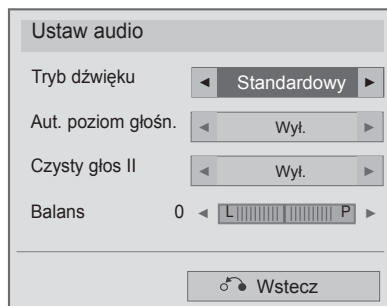 Ustaw audio
Tryb dźwięku ◄ Standardowy ►
Aut. poziom głośn. ◄ Wył. ►
Czysty głos II ◄ Wył. ►
Balans 0 ◄ L P ►
Wstecz